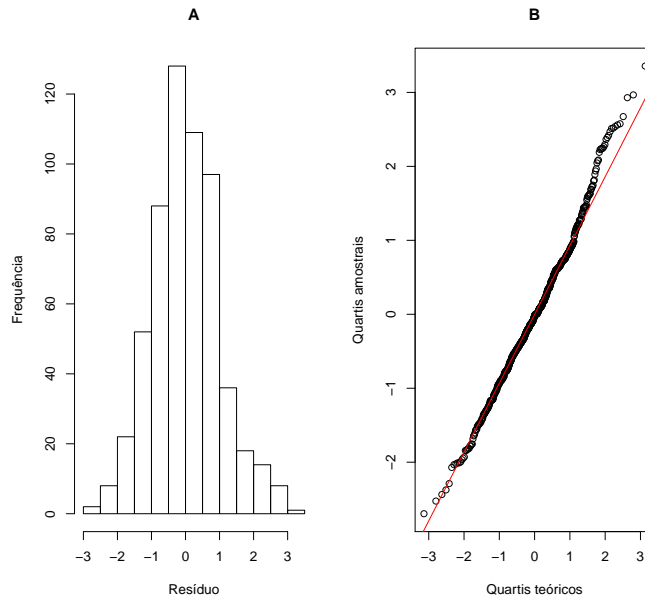 A
Frequência
120
100
80
60
40
20
0
−3 −2 −1 0 1 2 3
Resíduo
B
Quartis amostrais
3
2
1
0
−1
−2
−3 −2 −1 0 1 2 3
Quartis teóricos